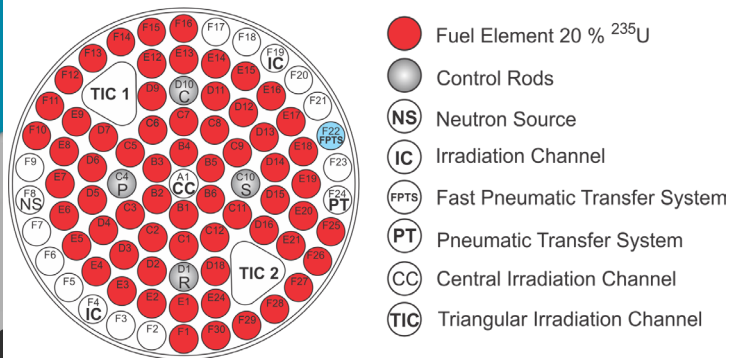 F16
F15
F17
F14
F18
F13
E12
E13
E14
F19
IC
F12
E15
F20
TIC 1
D9
D10
C
D11
E16
F11
F21
E9
D7
C6
C7
C8
D12
E17
F10
E8
D13
F22
FPTS
C5
B4
C9
E18
F9
D6
B3
B5
D14
F23
E7
C4
P
A1
CC
C10
S
E19
F8
NS
D5
B2
B6
D15
F24
PT
E6
C3
B1
C11
E20
F7
D4
D16
F25
E5
C2
C1
C12
E21
F6
D3
F26
E4
D2
D1
R
D18
TIC 2
F5
E3
F27
F4
IC
E2
E1
E24
F28
F3
F2
F1
F30
F29
Fuel Element 20 % ²³⁵U
Control Rods
NS Neutron Source
IC Irradiation Channel
FPTS Fast Pneumatic Transfer System
PT Pneumatic Transfer System
CC Central Irradiation Channel
TIC Triangular Irradiation Channel